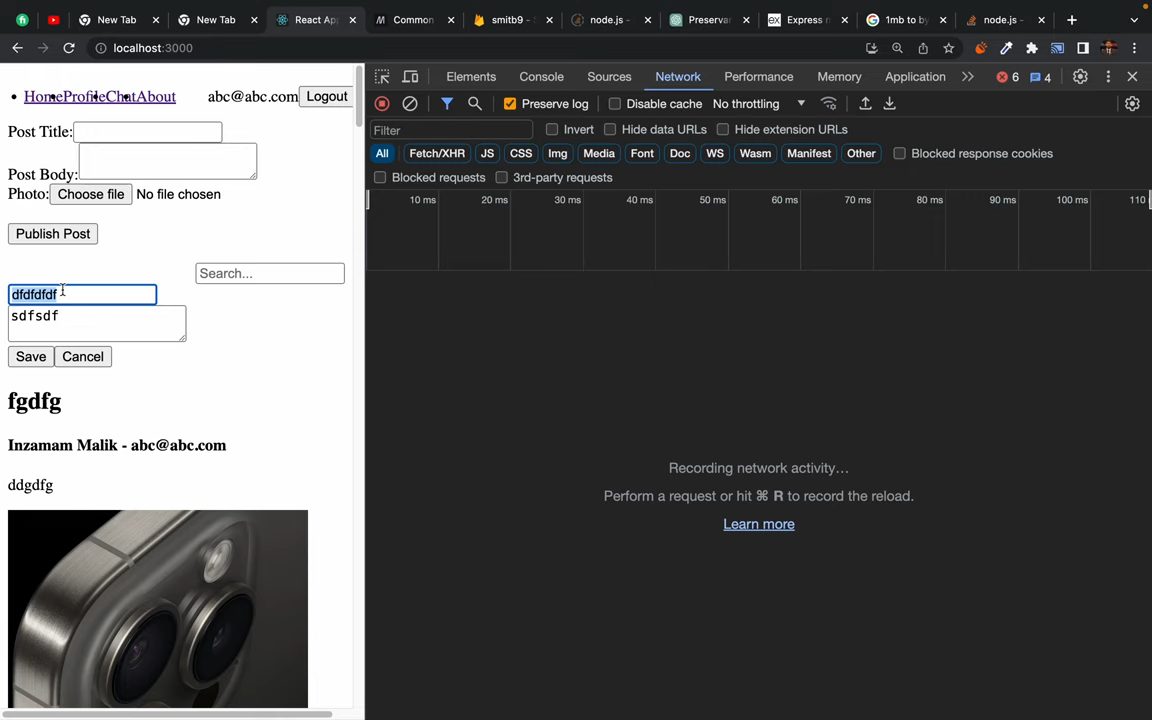 New Tab
New Tab
React Ap
Common
smitb9 -
node.js -
Preservar
Express n
1mb to by
node.js -
localhost:3000
Elements
Console
Sources
Network
Performance
Memory
Application
6
4
Home Profile Chat About
abc@abc.com
Logout
Preserve log
Disable cache
No throttling
Post Title:
Filter
Invert
Hide data URLs
Hide extension URLs
All
Fetch/XHR
JS
CSS
Img
Media
Font
Doc
WS
Wasm
Manifest
Other
Blocked response cookies
Post Body:
Blocked requests
3rd-party requests
Photo:
Choose file
No file chosen
10 ms
20 ms
30 ms
40 ms
50 ms
60 ms
70 ms
80 ms
90 ms
100 ms
110
Publish Post
Search...
dfdfdfdf
sdfsdf
Save
Cancel
fgdfg
Inzamam Malik - abc@abc.com
ddgdfg
Recording network activity…
Perform a request or hit ⌘ R to record the reload.
Learn more